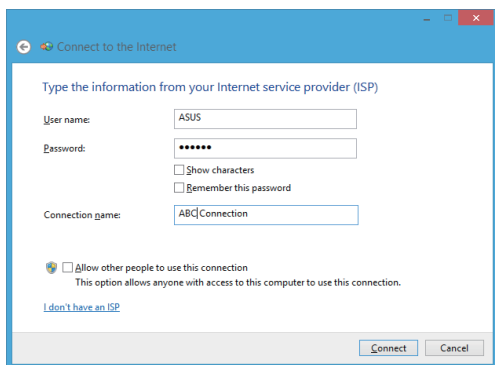 Connect to the Internet
Type the information from your Internet service provider (ISP)
User name: ASUS
Password: ••••••
Show characters
Remember this password
Connection name: ABC Connection
Allow other people to use this connection
This option allows anyone with access to this computer to use this connection.
I don't have an ISP
Connect Cancel